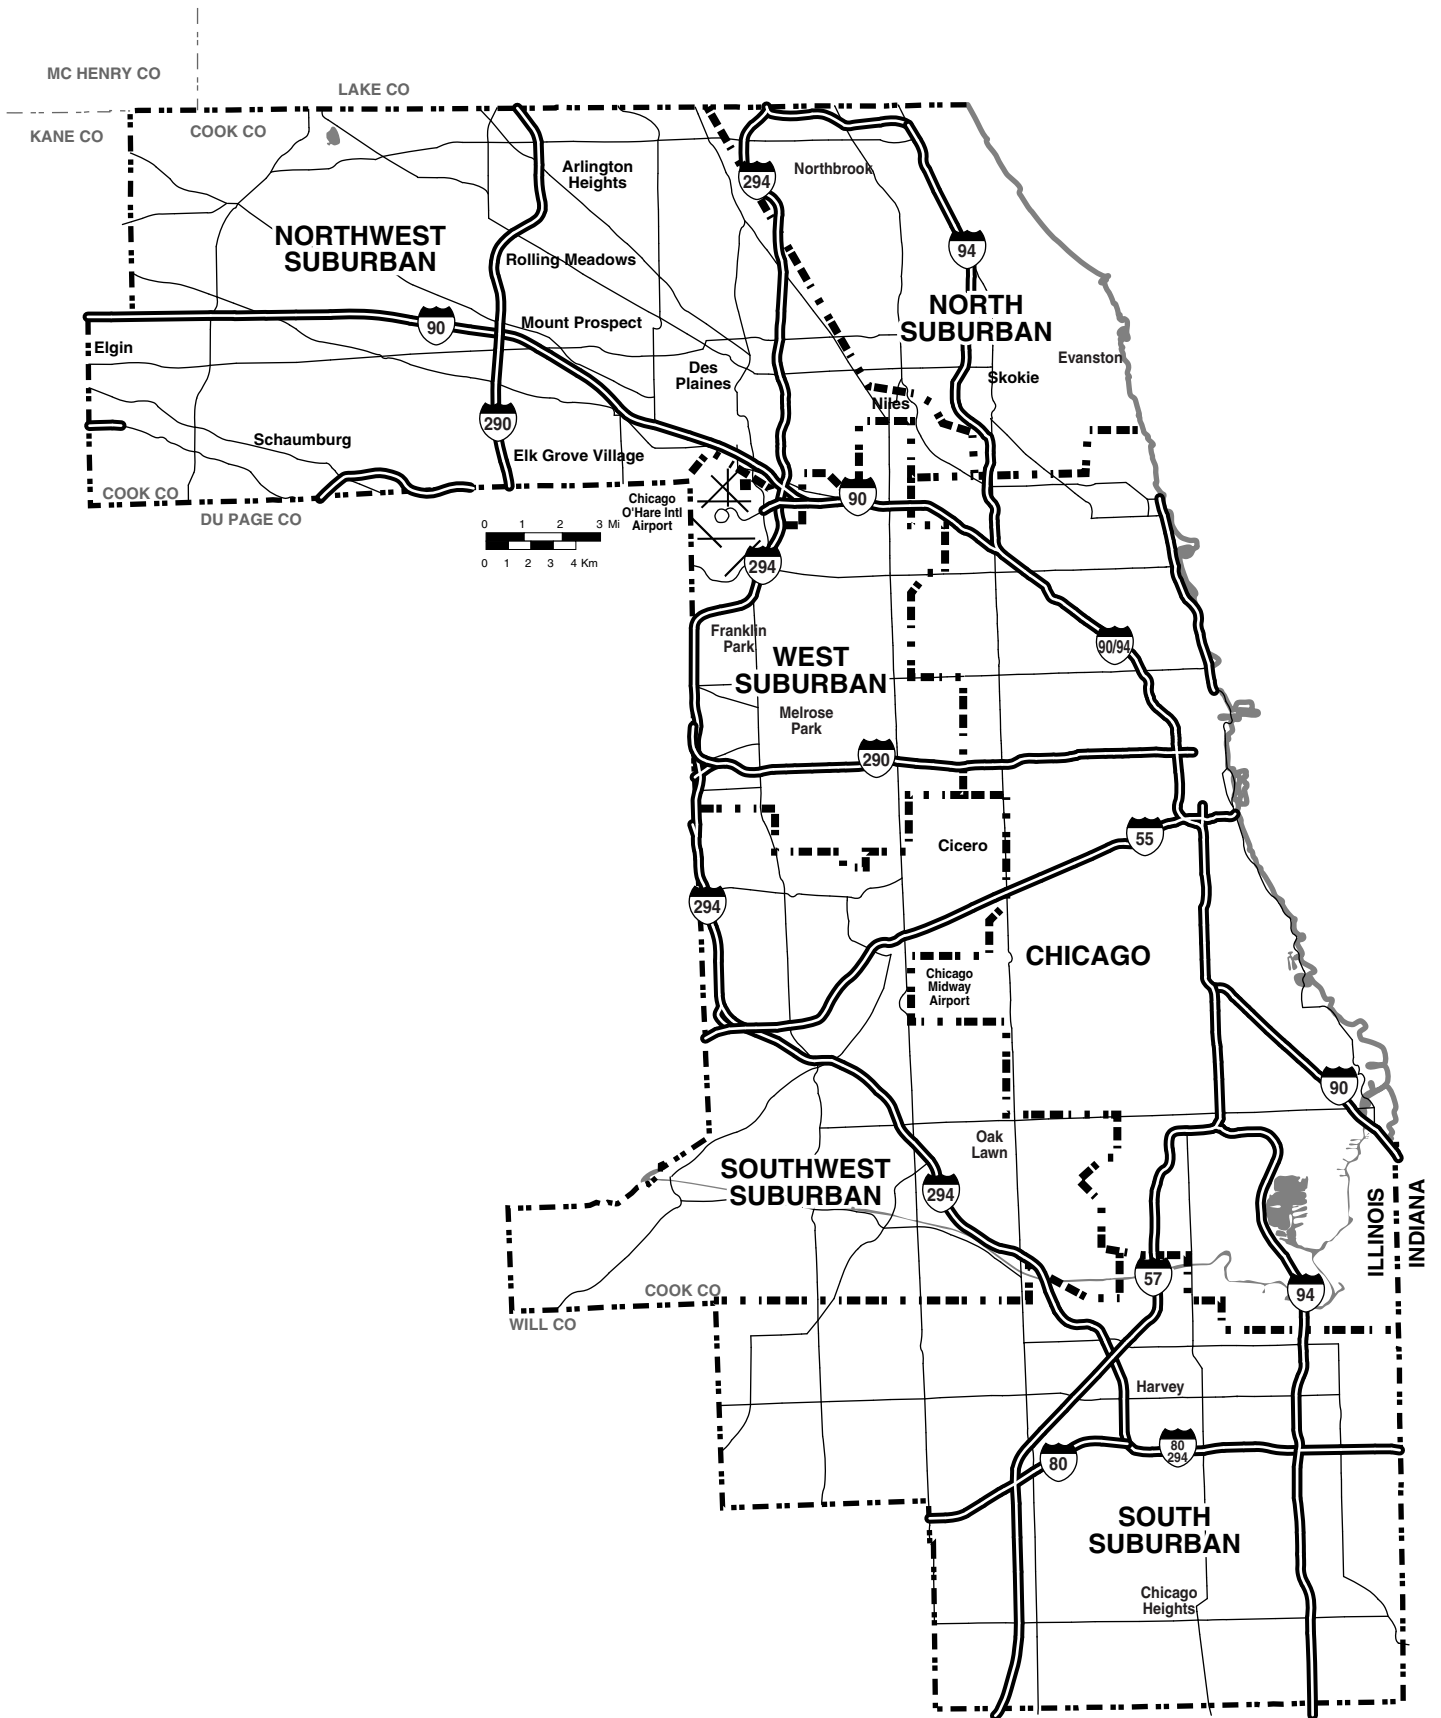 MC HENRY CO
LAKE CO
KANE CO
COOK CO
Arlington
Heights
294
Northbrook
NORTHWEST
SUBURBAN
94
Rolling Meadows
NORTH
SUBURBAN
90
Mount Prospect
Elgin
Des
Plaines
Evanston
Skokie
Niles
290
Schaumburg
Elk Grove Village
COOK CO
DU PAGE CO
Chicago
O'Hare Intl
Airport
90
0 1 2 3 Mi
0 1 2 3 4 Km
294
Franklin
Park
WEST
SUBURBAN
90/94
Melrose
Park
290
55
Cicero
294
CHICAGO
Chicago
Midway
Airport
90
Oak
Lawn
SOUTHWEST
SUBURBAN
294
ILLINOIS
INDIANA
57
94
COOK CO
WILL CO
Harvey
80
80
294
SOUTH
SUBURBAN
Chicago
Heights